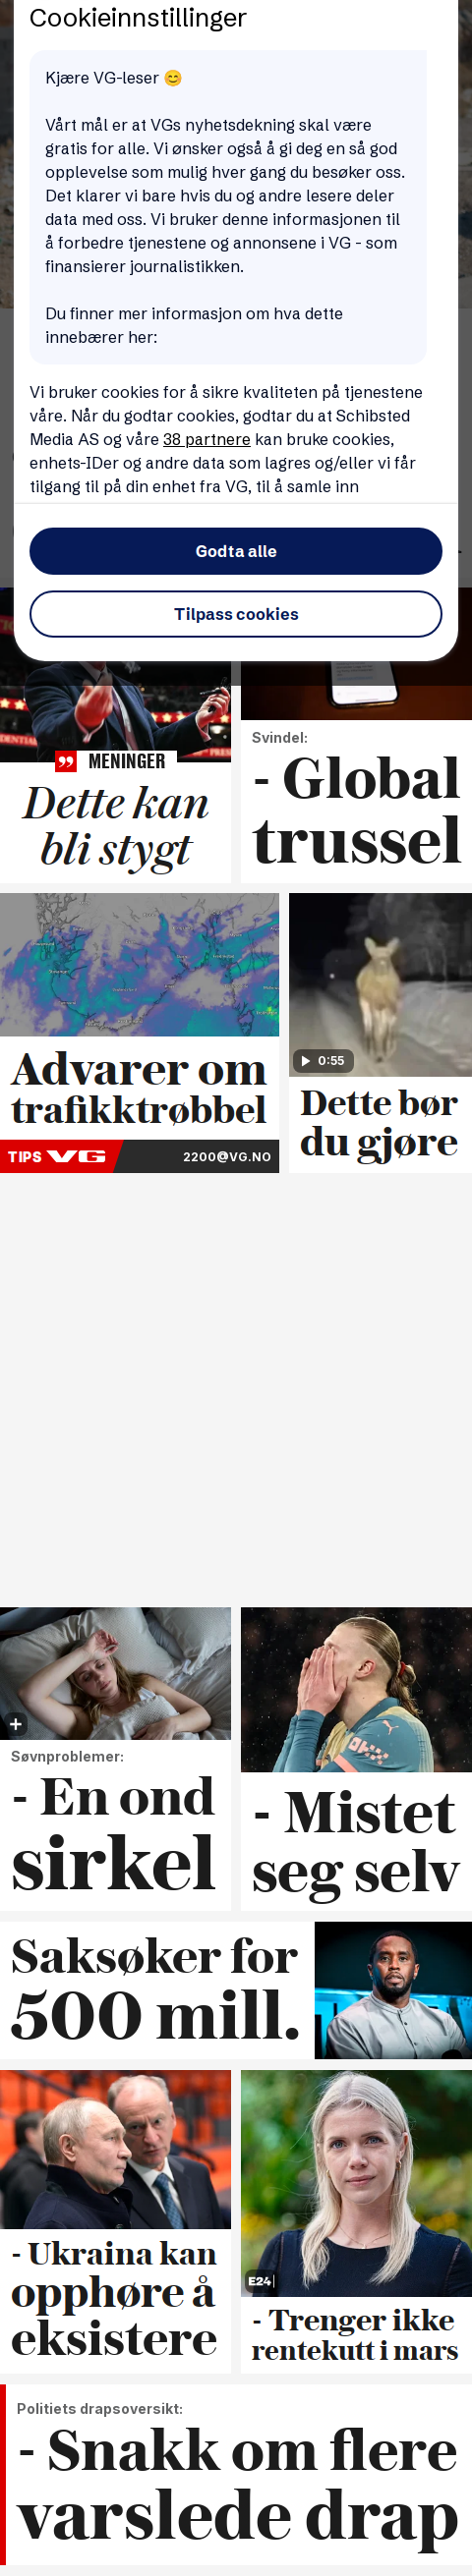 Cookieinnstillinger
Kjære VG-leser 😊
Vårt mål er at VGs nyhetsdekning skal være
gratis for alle. Vi ønsker også å gi deg en så god
opplevelse som mulig hver gang du besøker oss.
Det klarer vi bare hvis du og andre lesere deler
data med oss. Vi bruker denne informasjonen til
å forbedre tjenestene og annonsene i VG - som
finansierer journalistikken.
Du finner mer informasjon om hva dette
innebærer her:
Vi bruker cookies for å sikre kvaliteten på tjenestene
våre. Når du godtar cookies, godtar du at Schibsted
Media AS og våre 38 partnere kan bruke cookies,
enhets-IDer og andre data som lagres og/eller vi får
tilgang til på din enhet fra VG, til å samle inn
Godta alle
Tilpass cookies
MENINGER
Dette kan
bli stygt
Svindel:
- Global
trussel
Advarer om
trafikktrøbbel
TIPS VG 2200@VG.NO
0:55
Dette bør
du gjøre
Søvnproblemer:
- En ond
sirkel
- Mistet
seg selv
Saksøker for
500 mill.
- Ukraina kan
opphøre å
eksistere
E24
- Trenger ikke
rentekutt i mars
Politiets drapsoversikt:
- Snakk om flere
varslede drap